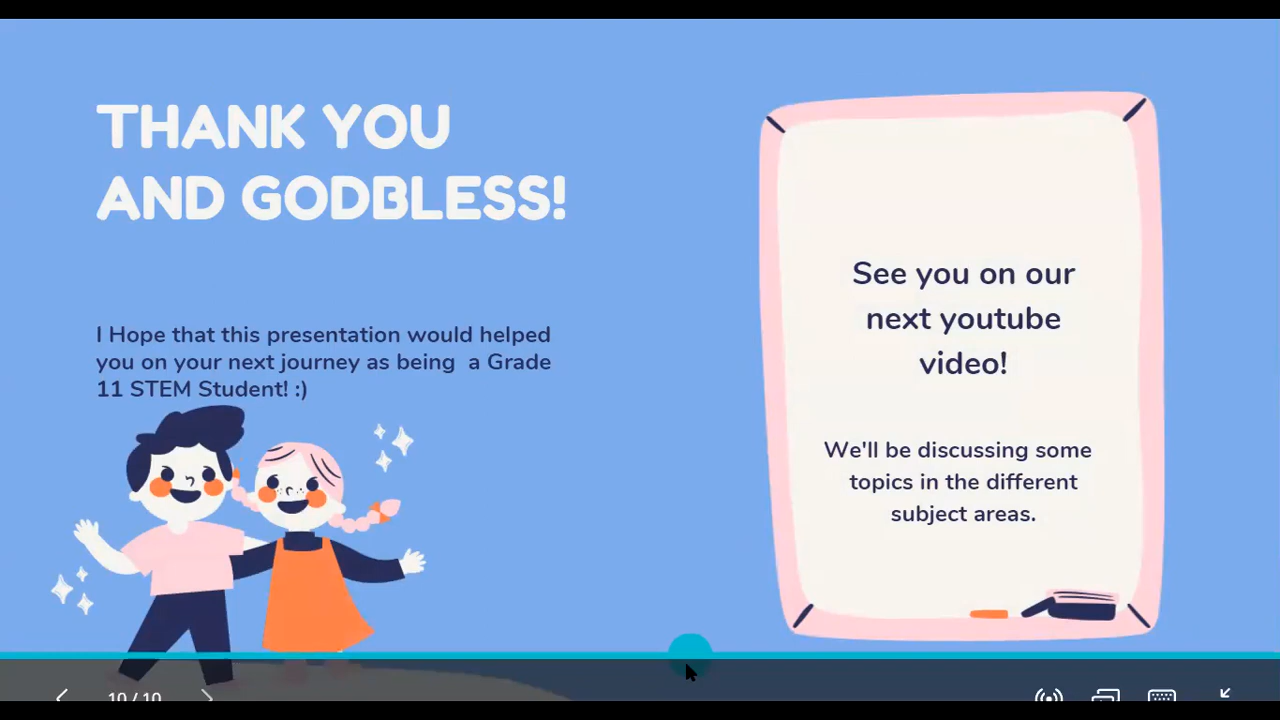 THANK YOU
AND GODBLESS!
I Hope that this presentation would helped
you on your next journey as being  a Grade
11 STEM Student! :)
See you on our
next youtube
video!
We'll be discussing some
topics in the different
subject areas.
10 / 10